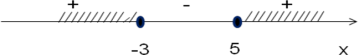 + - +
-3 5 x